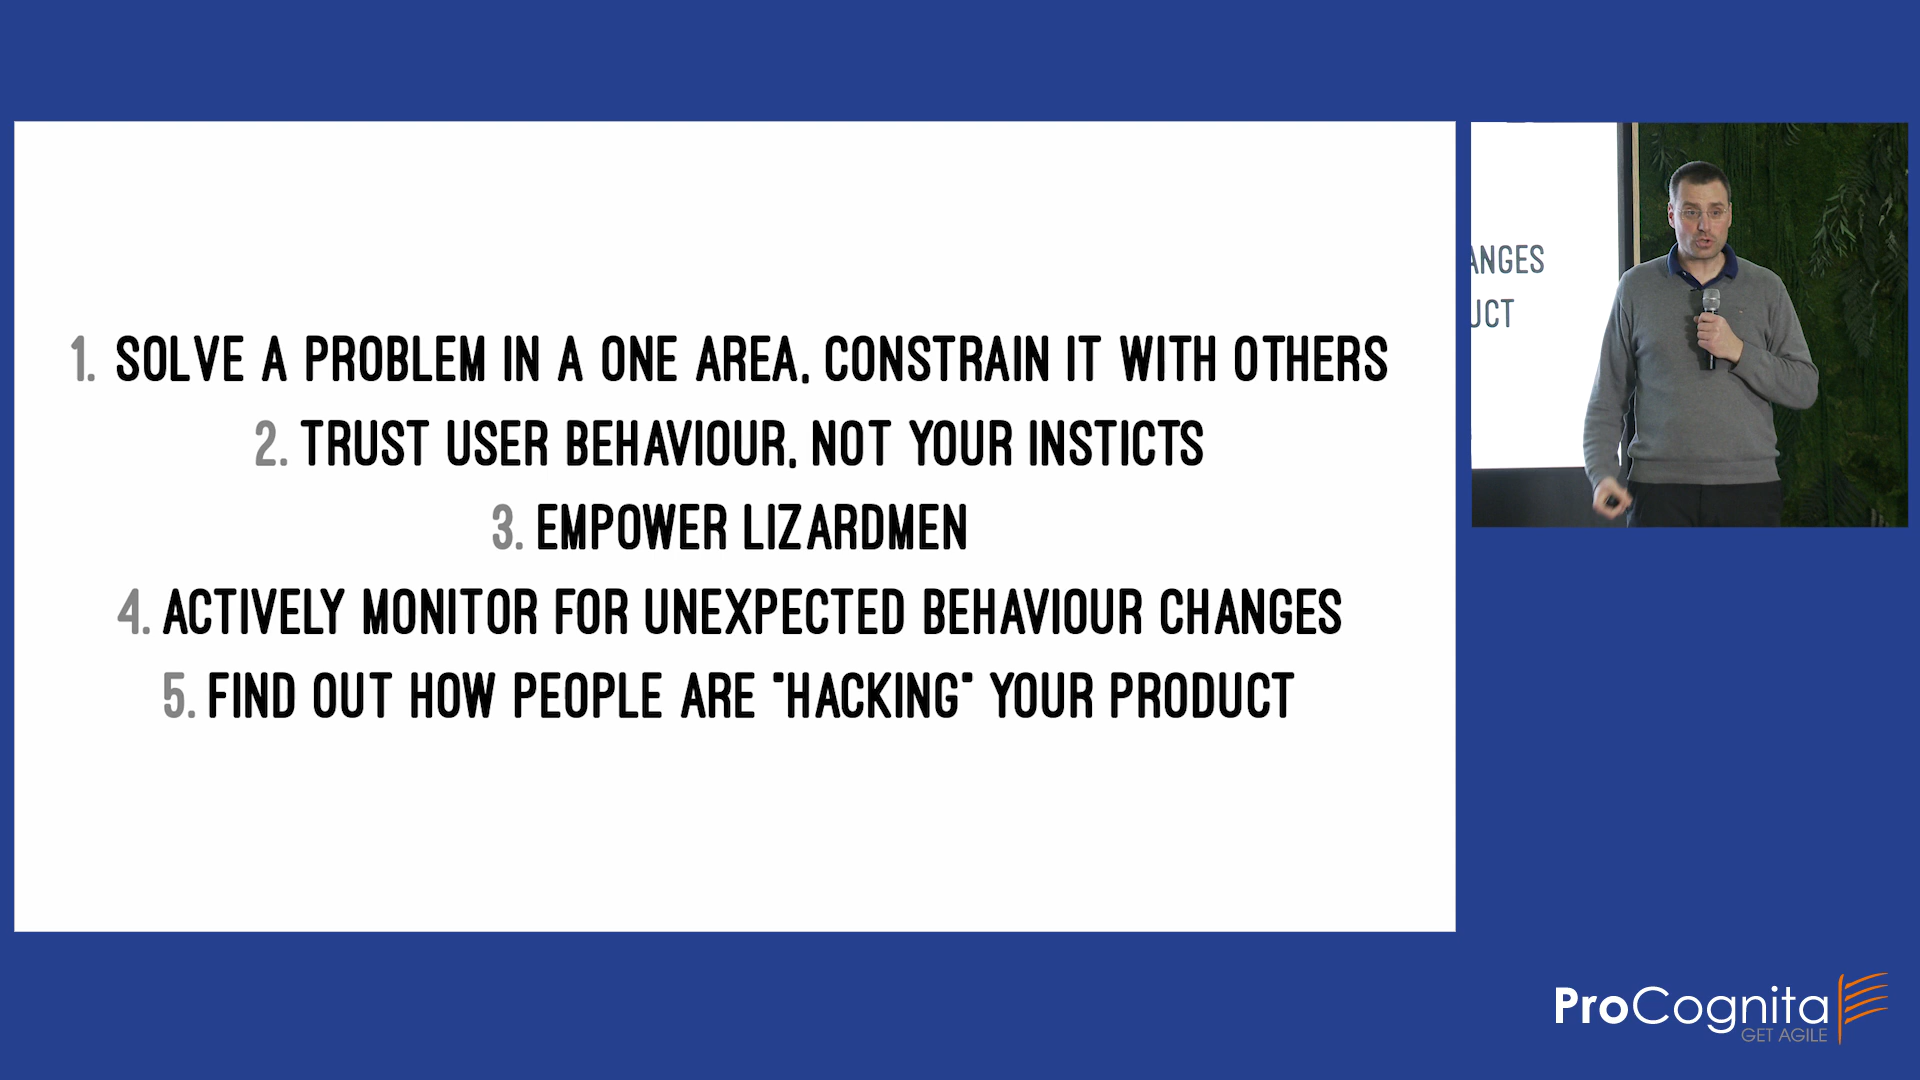 1. SOLVE A PROBLEM IN A ONE AREA, CONSTRAIN IT WITH OTHERS
2. TRUST USER BEHAVIOUR, NOT YOUR INSTICTS
3. EMPOWER LIZARDMEN
4. ACTIVELY MONITOR FOR UNEXPECTED BEHAVIOUR CHANGES
5. FIND OUT HOW PEOPLE ARE "HACKING" YOUR PRODUCT
ANGES
UCT
ProCognita
GET AGILE